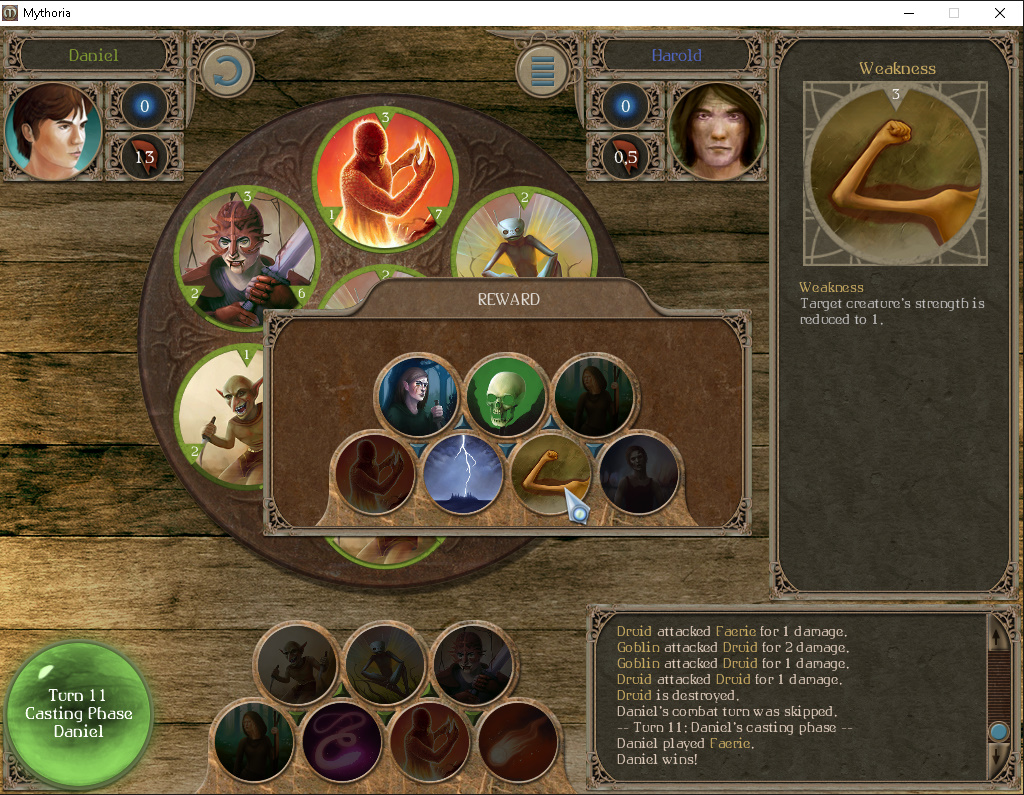 Mythoria
Daniel
0
13
Harold
0
0,5
Weakness
3
Weakness
Target creature's strength is
reduced to 1.
3
1
7
3
2
6
2
2
1
2
REWARD
Turn 11
Casting Phase
Daniel
Druid attacked Faerie for 1 damage.
Goblin attacked Druid for 2 damage.
Goblin attacked Druid for 1 damage.
Druid attacked Druid for 1 damage.
Druid is destroyed.
Daniel's combat turn was skipped.
-- Turn 11: Daniel's casting phase --
Daniel played Faerie.
Daniel wins!